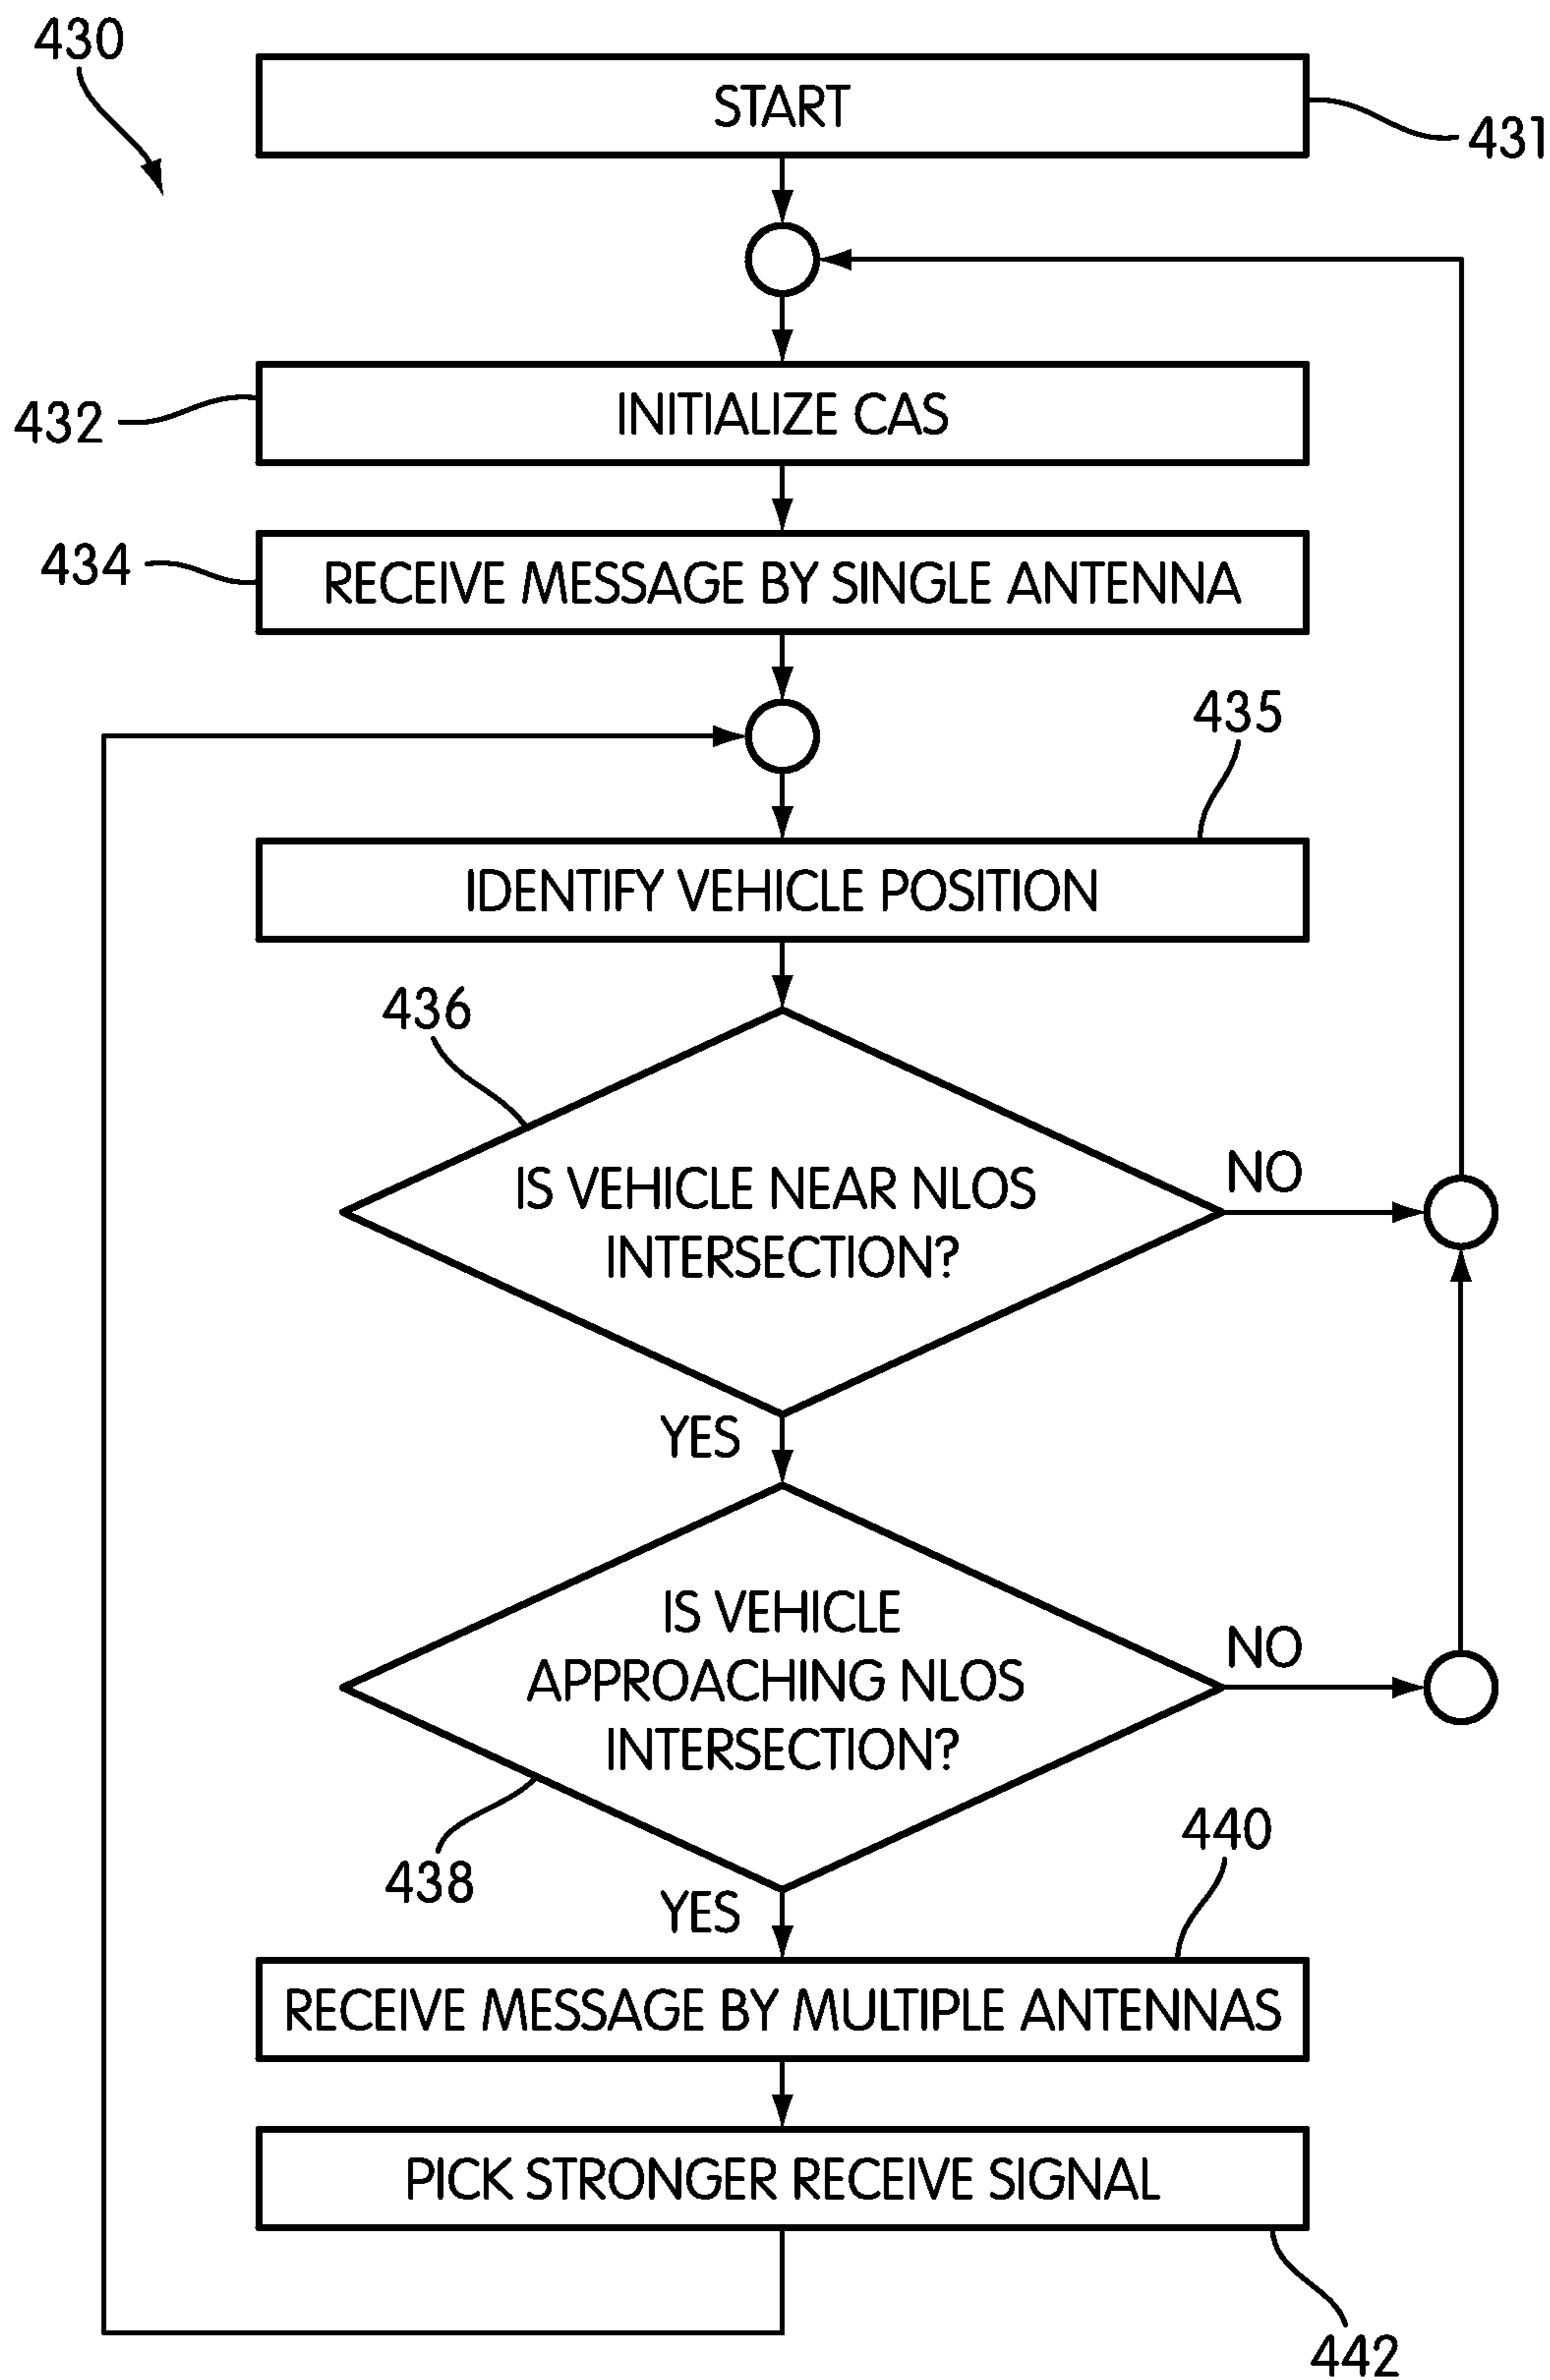 430
START
431
INITIALIZE CAS
432
434
RECEIVE MESSAGE BY SINGLE ANTENNA
435
IDENTIFY VEHICLE POSITION
436
IS VEHICLE NEAR NLOS
INTERSECTION?
NO
YES
IS VEHICLE
APPROACHING NLOS
INTERSECTION?
NO
438
YES
440
RECEIVE MESSAGE BY MULTIPLE ANTENNAS
PICK STRONGER RECEIVE SIGNAL
442